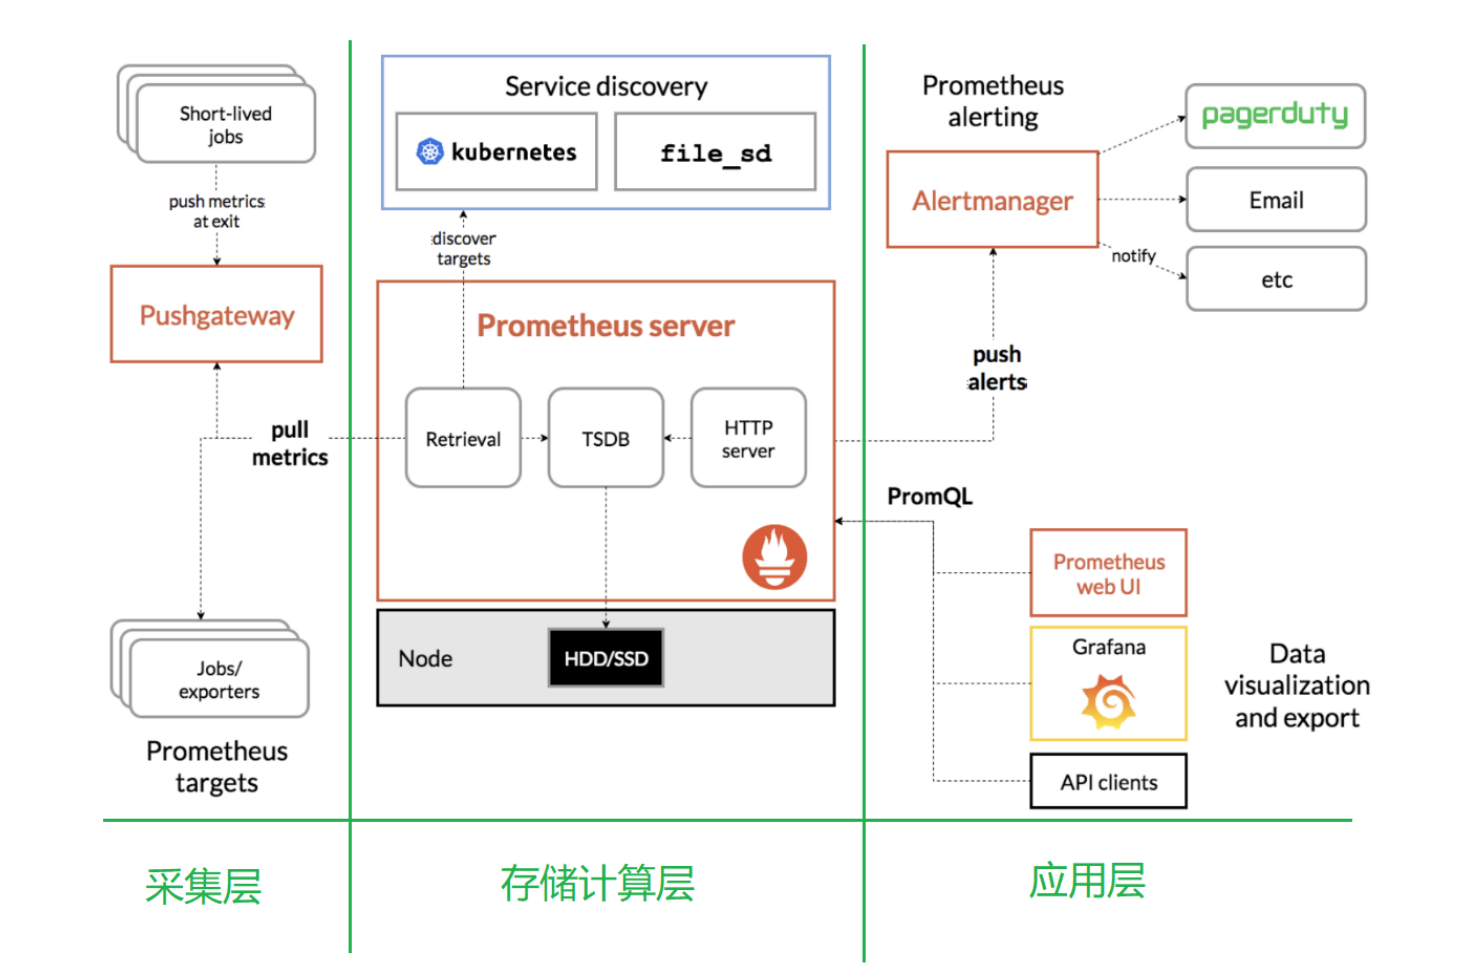 Short-lived
jobs
push metrics
at exit
Pushgateway
pull
metrics
Jobs/
exporters
Prometheus
targets
Service discovery
kubernetes
file_sd
discover
targets
Prometheus server
Retrieval
TSDB
HTTP
server
Node
HDD/SSD
Prometheus
alerting
Alertmanager
pagerduty
Email
etc
notify
push
alerts
PromQL
Prometheus
web UI
Grafana
API clients
Data
visualization
and export
采集层
存储计算层
应用层